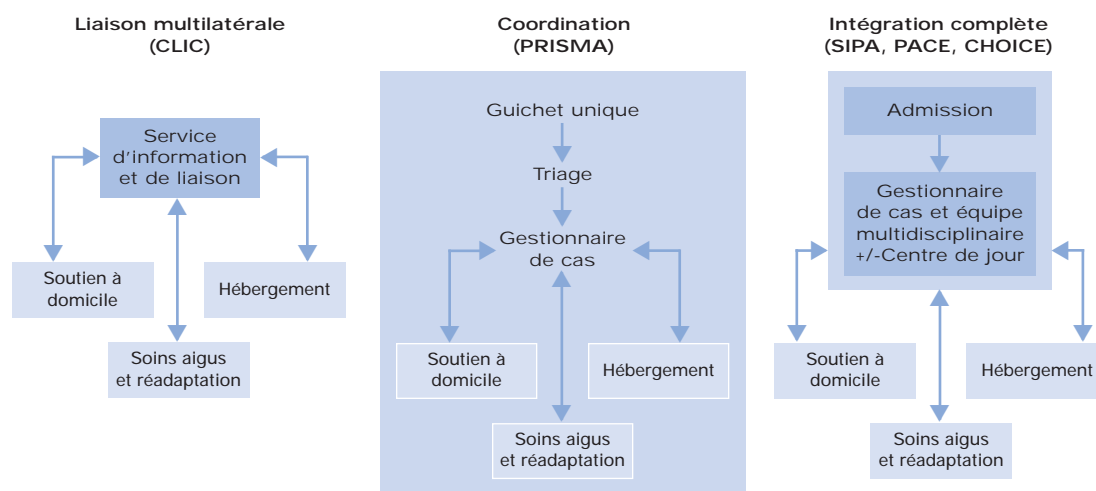 Liaison multilatérale
(CLIC)
Service
d'information
et de liaison
Soutien à
domicile
Hébergement
Soins aigus
et réadaptation
Coordination
(PRISMA)
Guichet unique
Triage
Gestionnaire
de cas
Soutien à
domicile
Hébergement
Soins aigus
et réadaptation
Intégration complète
(SIPA, PACE, CHOICE)
Admission
Gestionnaire
de cas et équipe
multidisciplinaire
+/-Centre de jour
Soutien à
domicile
Hébergement
Soins aigus
et réadaptation